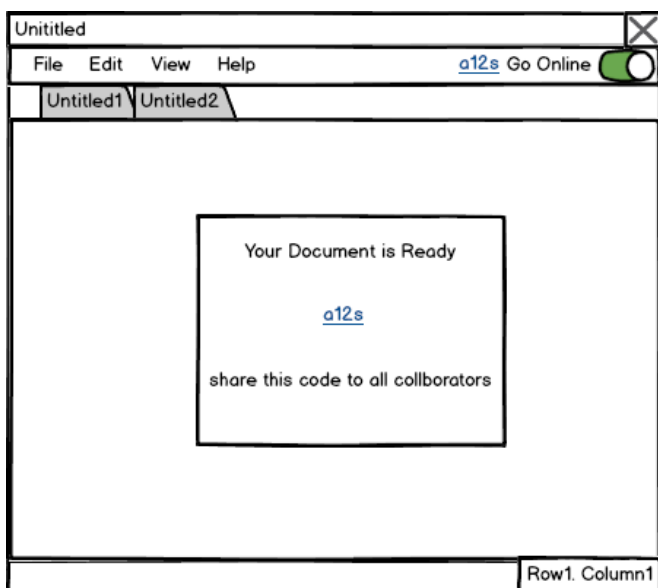 Unititled
File Edit View Help a12s Go Online
Untitled1 Untitled2
Your Document is Ready
a12s
share this code to all collborators
Row1. Column1